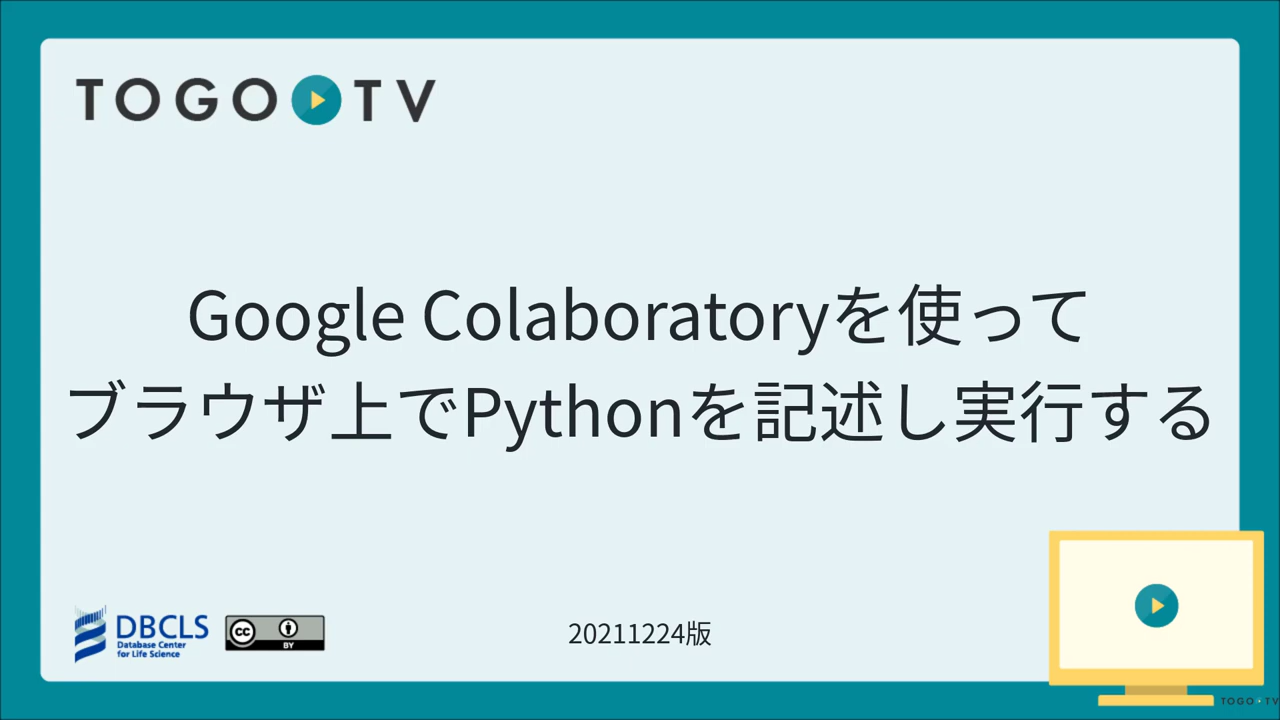 TOGO TV
Google Colaboratoryを使って
ブラウザ上でPythonを記述し実行する
DBCLS
Database Center
for Life Science
cc
BY
20211224版
TOGO TV